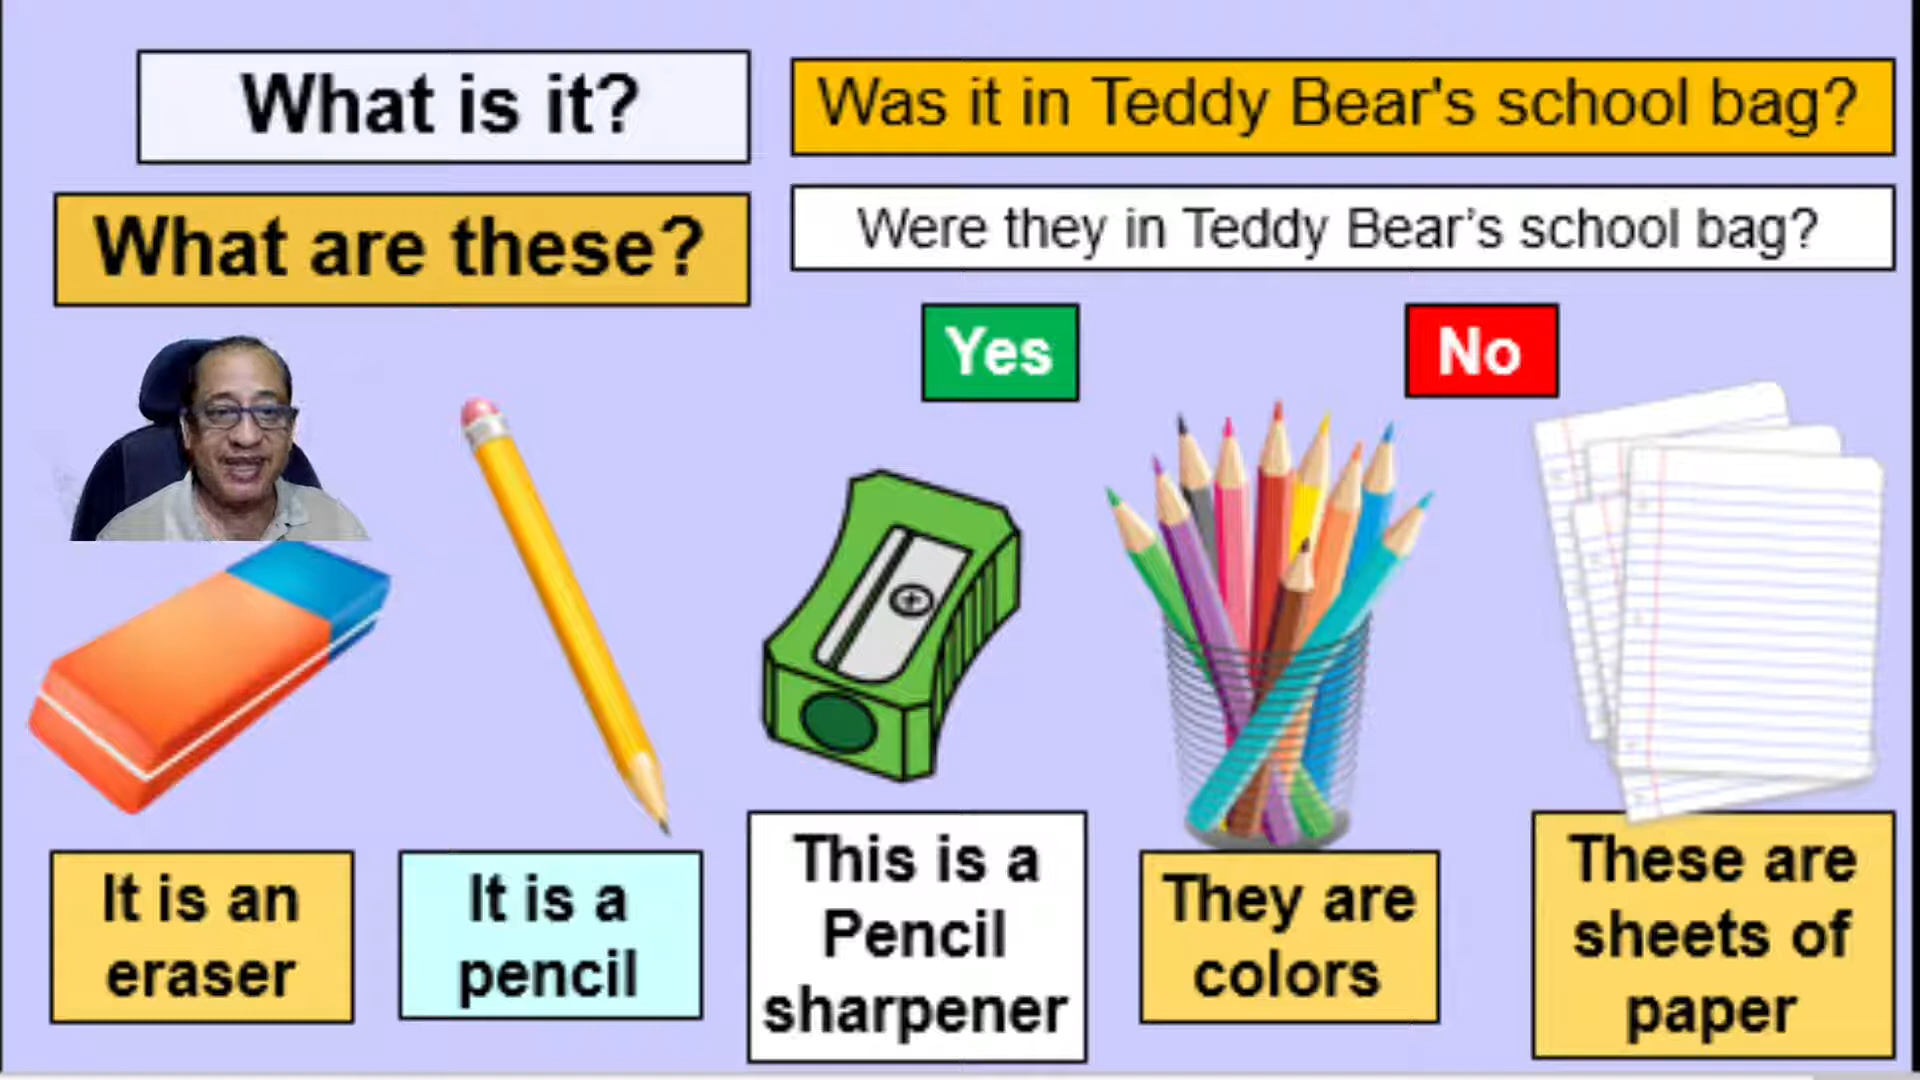 What is it?
Was it in Teddy Bear's school bag?
What are these?
Were they in Teddy Bear’s school bag?
Yes
No
It is an
eraser
It is a
pencil
This is a
Pencil
sharpener
They are
colors
These are
sheets of
paper